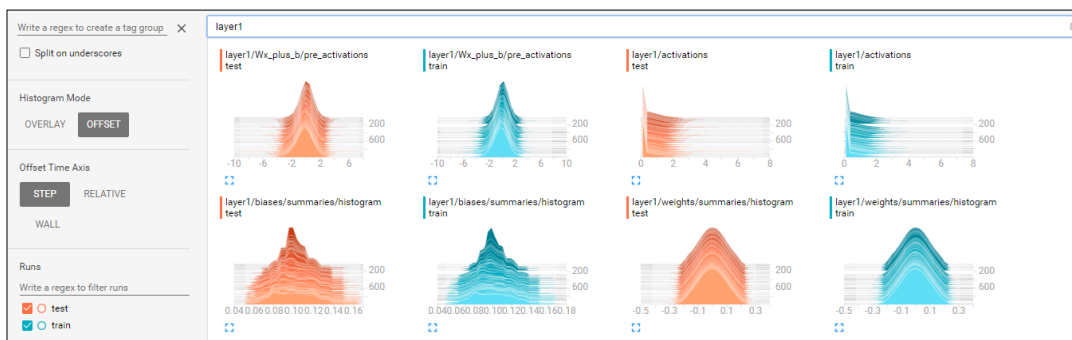 Write a regex to create a tag group
Split on underscores
Histogram Mode
OVERLAY OFFSET
Offset Time Axis
STEP RELATIVE
WALL
Runs
Write a regex to filter runs
test
train
layer1
layer1/Wx_plus_b/pre_activations
test
-10 -6 -2 2 6
200
600
layer1/Wx_plus_b/pre_activations
train
-10 -6 -2 2 6 10
200
600
layer1/activations
test
0 2 4 6 8
200
600
layer1/activations
train
0 2 4 6 8
200
600
layer1/biases/summaries/histogram
test
0.04 0.06 0.08 0.10 0.12 0.14 0.16
200
600
layer1/biases/summaries/histogram
train
0.04 0.06 0.08 0.10 0.12 0.14 0.18
200
600
layer1/weights/summaries/histogram
test
-0.5 -0.3 -0.1 0.1 0.3
200
600
layer1/weights/summaries/histogram
train
-0.5 -0.3 -0.1 0.1 0.3
200
600